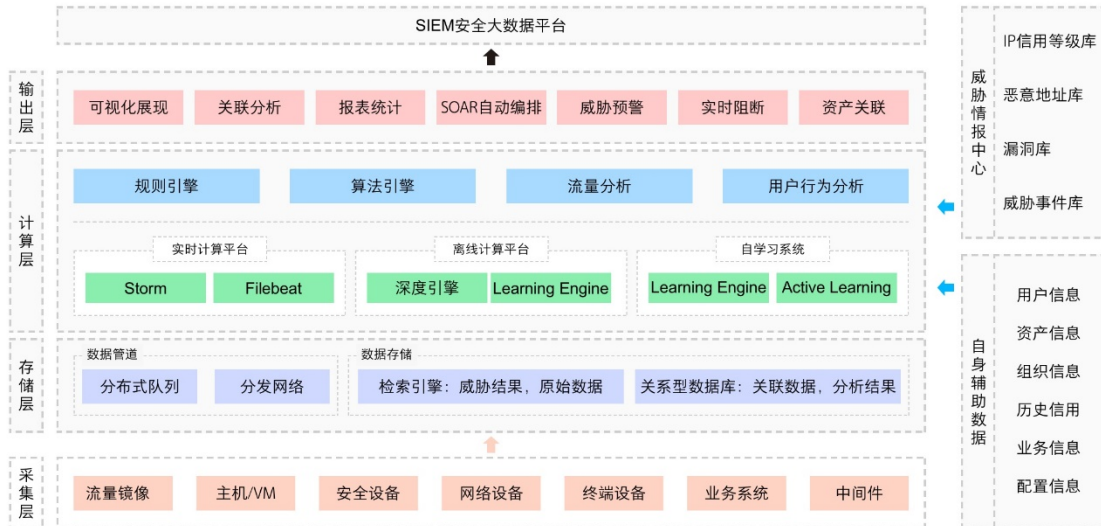 SIEM安全大数据平台
输出层
可视化展现
关联分析
报表统计
SOAR自动编排
威胁预警
实时阻断
资产关联
计算层
规则引擎
算法引擎
流量分析
用户行为分析
实时计算平台
Storm
Filebeat
离线计算平台
深度引擎
Learning Engine
自学习系统
Learning Engine
Active Learning
存储层
数据管道
分布式队列
分发网络
数据存储
检索引擎：威胁结果，原始数据
关系型数据库：关联数据，分析结果
采集层
流量镜像
主机/VM
安全设备
网络设备
终端设备
业务系统
中间件
威胁情报中心
IP信用等级库
恶意地址库
漏洞库
威胁事件库
自身辅助数据
用户信息
资产信息
组织信息
历史信用
业务信息
配置信息